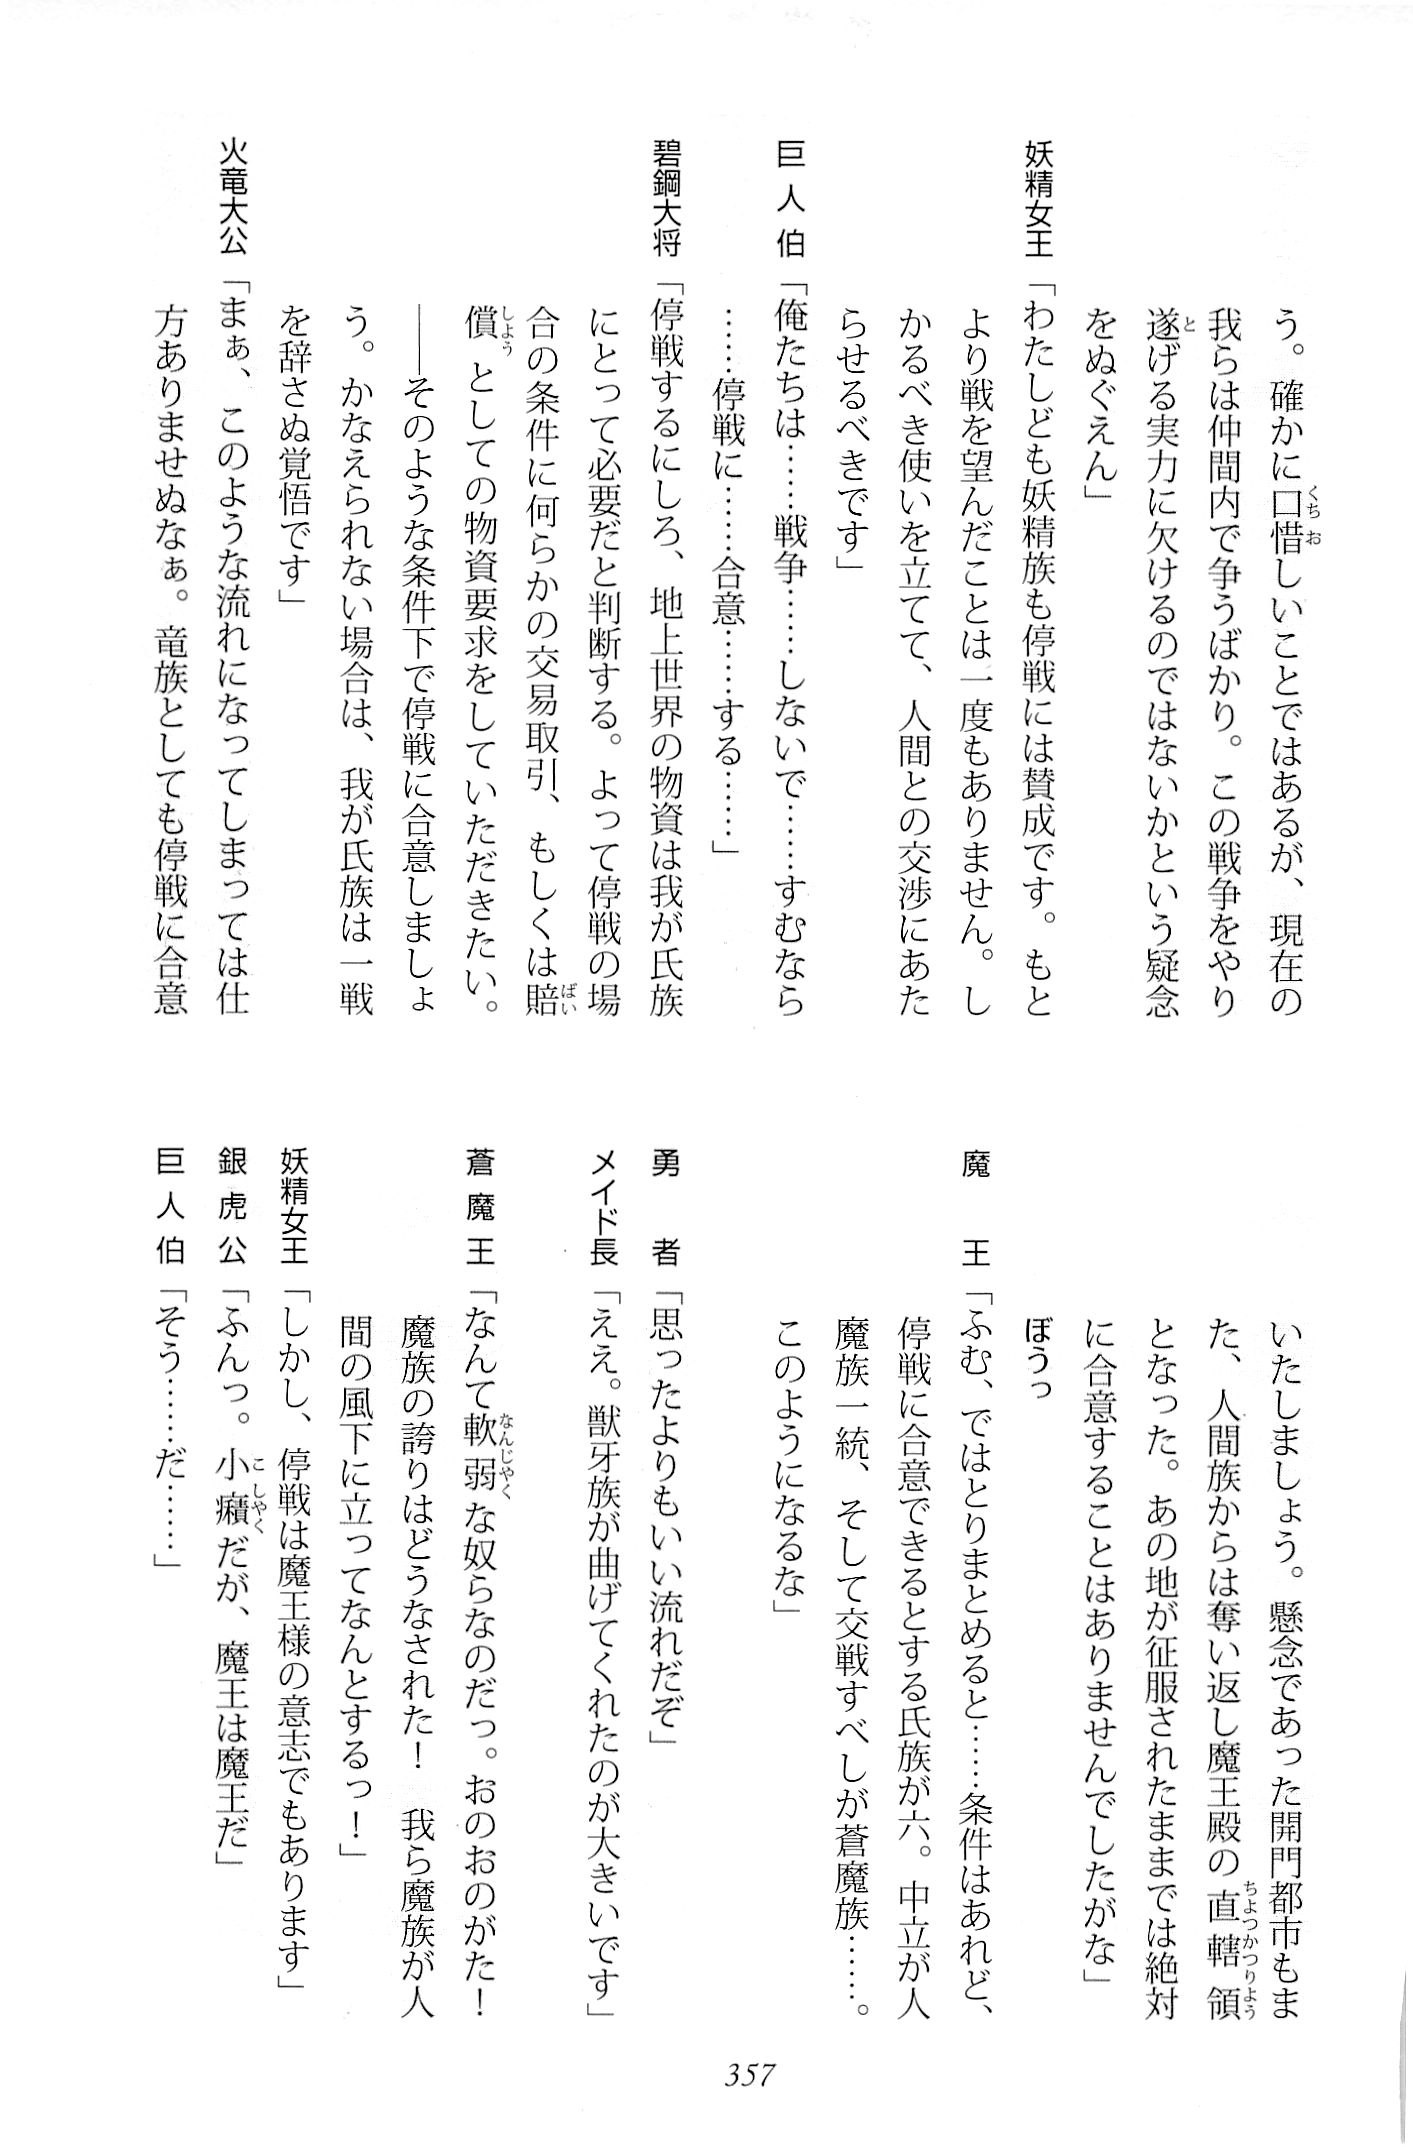 う。確かに口惜しいことではあるが、現在の
我らは仲間内で争うばかり。この戦争をやり
遂げる実力に欠けるのではないかという疑念
をぬぐえん」
妖精女王「わたしども妖精族も停戦には賛成です。もと
より戦を望んだことは一度もありません。し
かるべき使いを立てて、人間との交渉にあた
らせるべきです」
巨人伯「俺たちは……戦争……しないで……すむなら
……停戦に……合意……する……」
碧鋼大将「停戦するにしろ、地上世界の物資は我が氏族
にとって必要だと判断する。よって停戦の場
合の条件に何らかの交易取引、もしくは賠
償としての物資要求をしていただきたい。
――そのような条件下で停戦に合意しましょ
う。かなえられない場合は、我が氏族は一戦
を辞さぬ覚悟です」
火竜大公「まぁ、このような流れになってしまっては仕
方ありませぬなぁ。竜族としても停戦に合意
いたしましょう。懸念であった開門都市もま
た、人間族からは奪い返し魔王殿の直轄領
となった。あの地が征服されたままでは絶対
に合意することはありませんでしたがな」
ぼうっ
魔王「ふむ、ではとりまとめると……条件はあれど、
停戦に合意できるとする氏族が六。中立が人
魔族一統、そして交戦すべしが蒼魔族……。
このようになるな」
勇者「思ったよりもいい流れだぞ」
メイド長「ええ。獣牙族が曲げてくれたのが大きいです」
蒼魔王「なんて軟弱な奴らなのだっ。おのおのがた！
魔族の誇りはどうなされた！　我ら魔族が人
間の風下に立ってなんとするっ！」
妖精女王「しかし、停戦は魔王様の意志でもあります」
銀虎公「ふんっ。小癪だが、魔王は魔王だ」
巨人伯「そう……だ……」
357